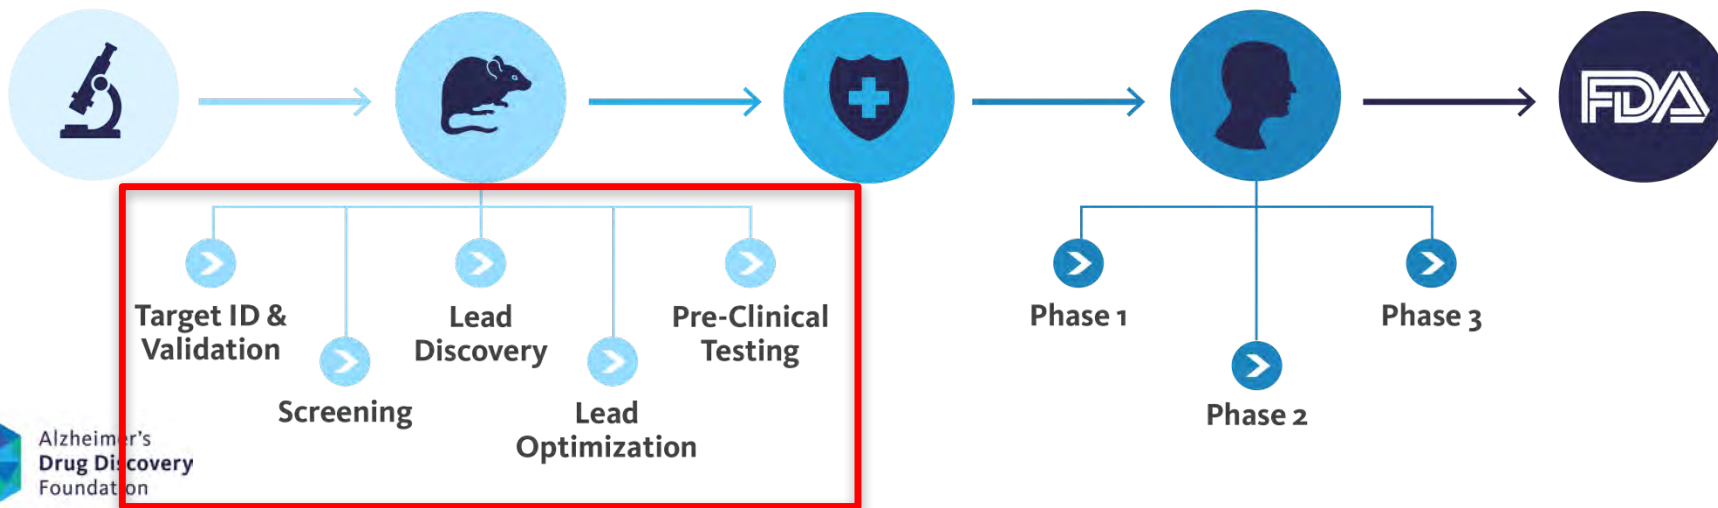 FDA
Target ID &
Validation
Screening
Lead
Discovery
Lead
Optimization
Pre-Clinical
Testing
Phase 1
Phase 2
Phase 3
Alzheimer's
Drug Discovery
Foundation